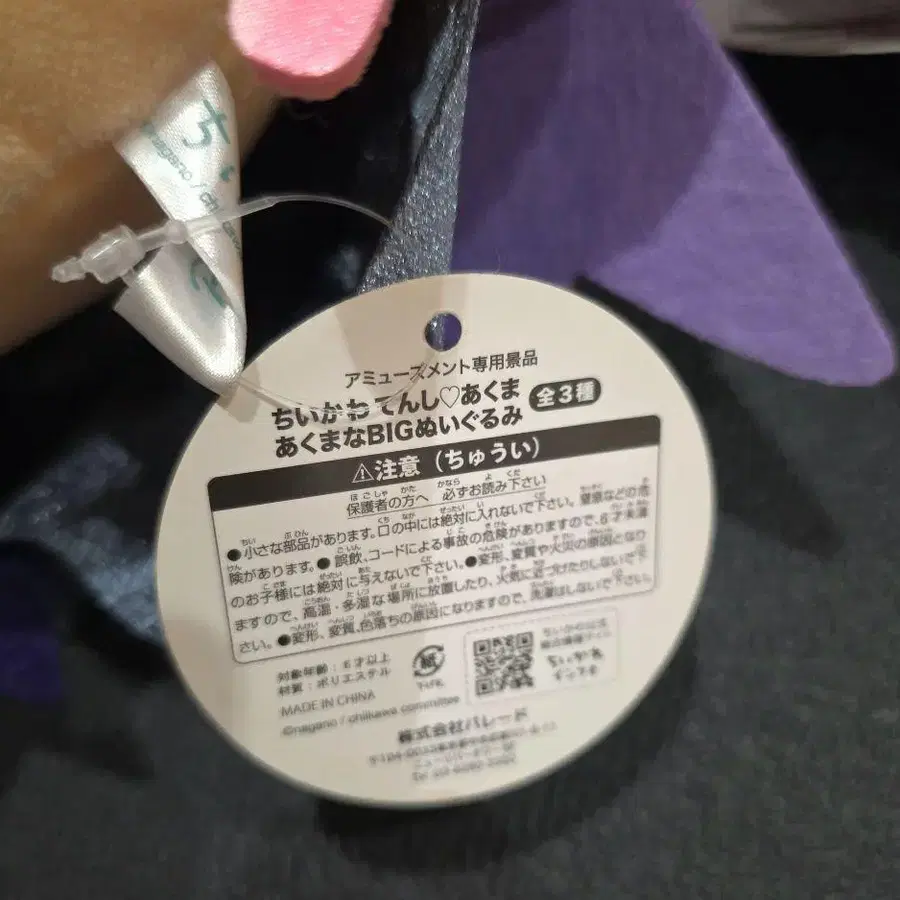 ち
nagano / chiikawa
アミューズメント専用景品
ちいかわ てんし♡あくま
あくまなBIGぬいぐるみ
全3種
⚠注意（ちゅうい）
保護者の方へ 必ずお読み下さい
●小さな部品があります。口の中には絶対に入れないで下さい。窒息などの危
険があります。●誤飲、コードによる事故の危険がありますので、6才未満
のお子様には絶対に与えないで下さい。●変形、変質や火災の原因となり
ますので、高温・多湿な場所に放置したり、火気に近づけたりしないで下
さい。●変形、変質、色落ちの原因になりますので、洗濯はしないで下さい。
対象年齢：6才以上
材質：ポリエステル
MADE IN CHINA
©nagano / chiikawa committee
紙
下げ札
株式会社パレード